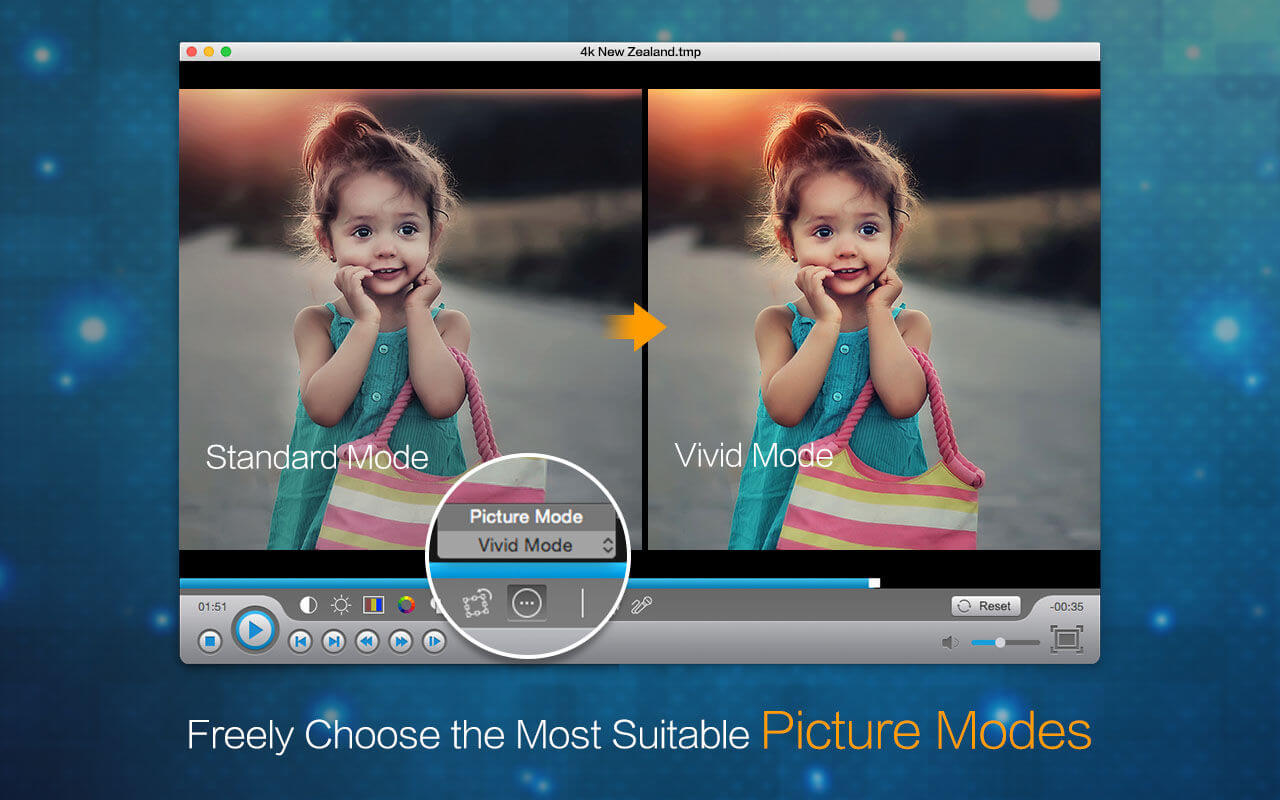 4k New Zealand.tmp
Standard Mode
Vivid Mode
Picture Mode
Vivid Mode
01:51
Reset
-00:35
Freely Choose the Most Suitable Picture Modes